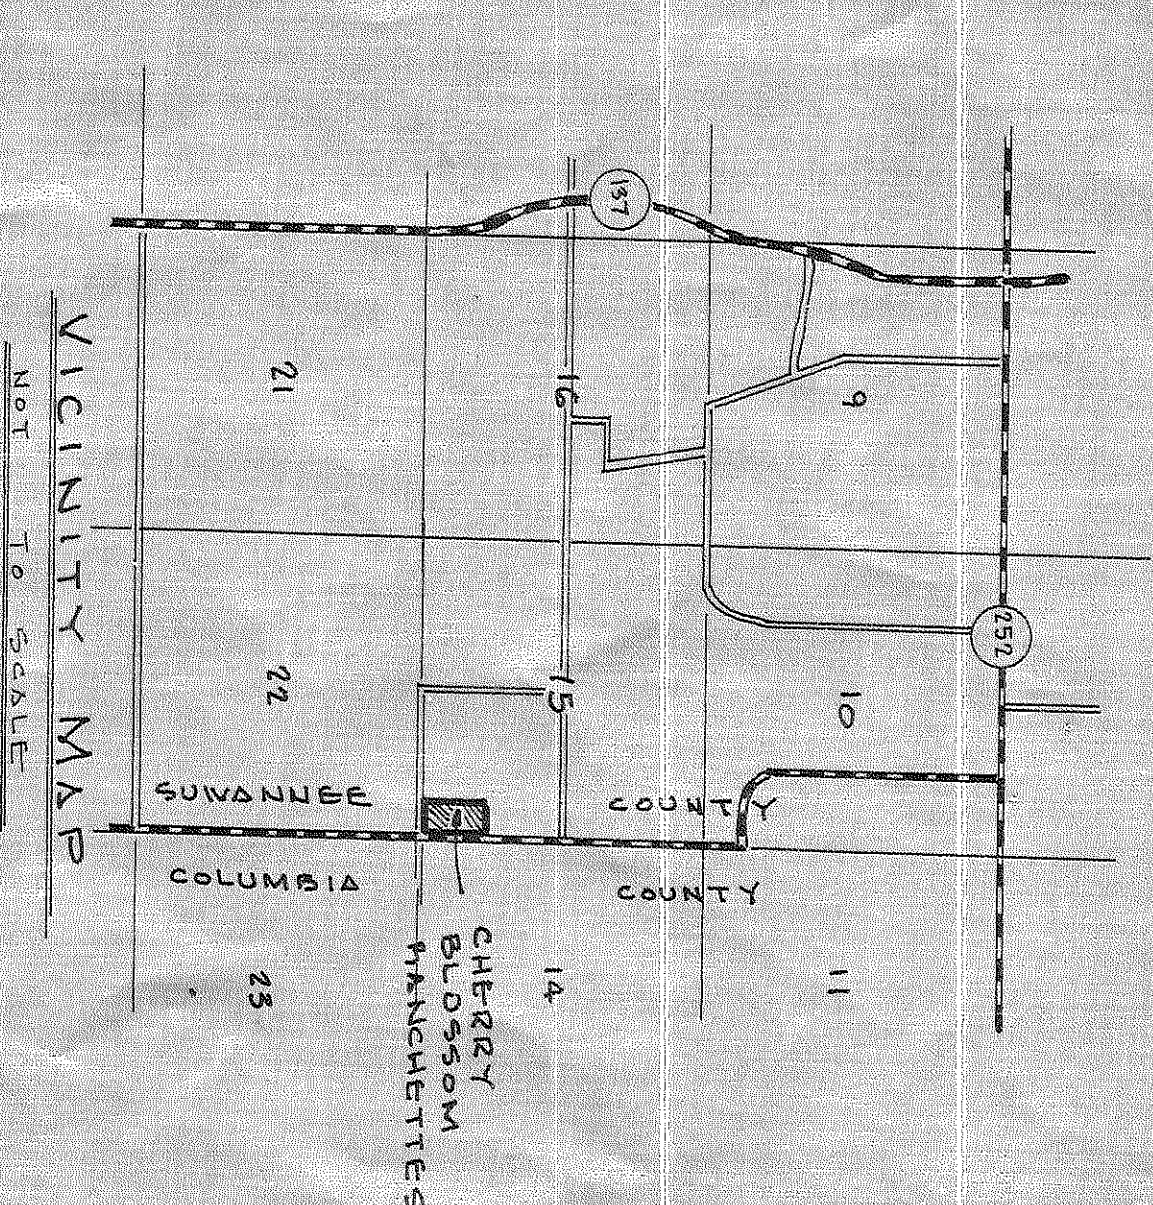 252
9
10
11
137
16
15
14
SUWANNEE COUNTY
COLUMBIA COUNTY
CHERRY
BLOSSOM
RANCHETTES
21
22
23
VICINITY MAP
NOT TO SCALE